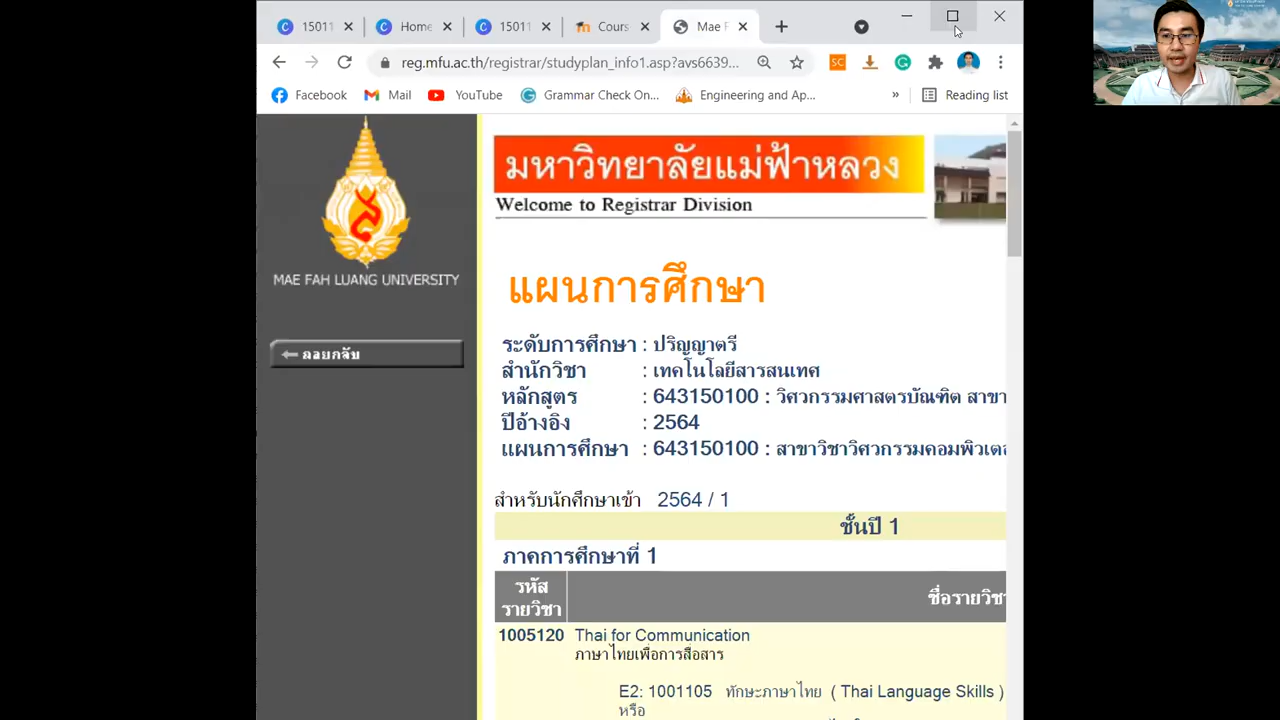 15011
Home
15011
Cours
Mae F
reg.mfu.ac.th/registrar/studyplan_info1.asp?avs6639...
Facebook
Mail
YouTube
Grammar Check On...
Engineering and Ap...
»
Reading list
มหาวิทยาลัยแม่ฟ้าหลวง
Welcome to Registrar Division
MAE FAH LUANG UNIVERSITY
ถอยกลับ
แผนการศึกษา
ระดับการศึกษา : ปริญญาตรี
สำนักวิชา : เทคโนโลยีสารสนเทศ
หลักสูตร : 643150100 : วิศวกรรมศาสตรบัณฑิต สาขา
ปีอ้างอิง : 2564
แผนการศึกษา : 643150100 : สาขาวิชาวิศวกรรมคอมพิวเตอ
สำหรับนักศึกษาเข้า 2564 / 1
ชั้นปี 1
ภาคการศึกษาที่ 1
รหัส
รายวิชา
ชื่อรายวิชา
1005120 Thai for Communication
ภาษาไทยเพื่อการสื่อสาร
E2: 1001105 ทักษะภาษาไทย ( Thai Language Skills )
หรือ